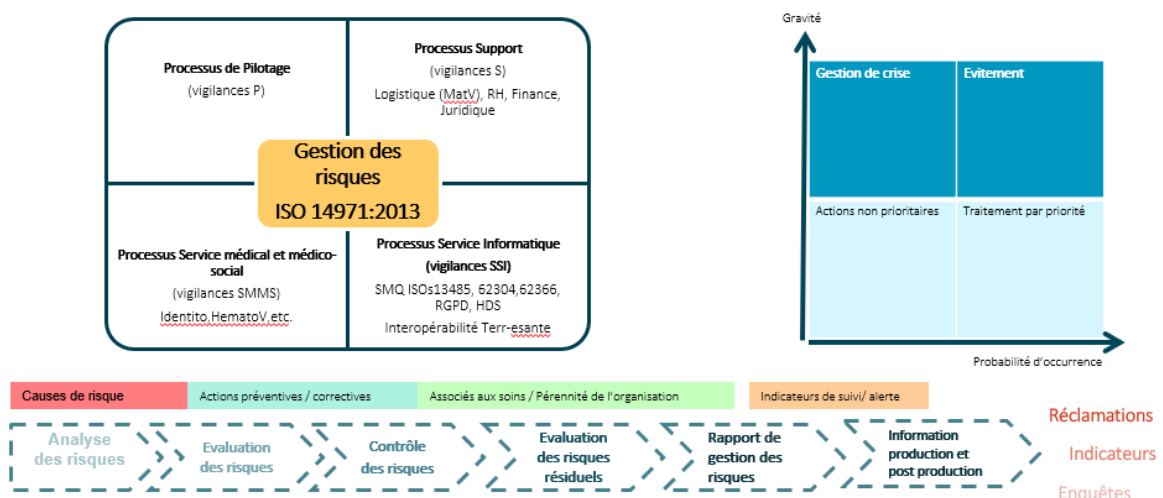 Processus de Pilotage
(vigilances P)
Processus Support
(vigilances S)
Logistique (MatV), RH, Finance,
Juridique
Gestion des
risques
ISO 14971:2013
Processus Service médical et médico-
social
(vigilances SMMS)
Identito,HematoV,etc.
Processus Service Informatique
(vigilances SSI)
SMQ ISOs13485, 62304,62366,
RGPD, HDS
Interopérabilité Terr-esante
Gravité
Gestion de crise
Evitement
Actions non prioritaires
Traitement par priorité
Probabilité d'occurrence
Causes de risque
Actions préventives / correctives
Associés aux soins / Pérennité de l'organisation
Indicateurs de suivi/ alerte
Analyse
des risques
Evaluation
des risques
Contrôle
des risques
Evaluation
des risques
résiduels
Rapport de
gestion des
risques
Information
production et
post production
Réclamations
Indicateurs
Enquêtes